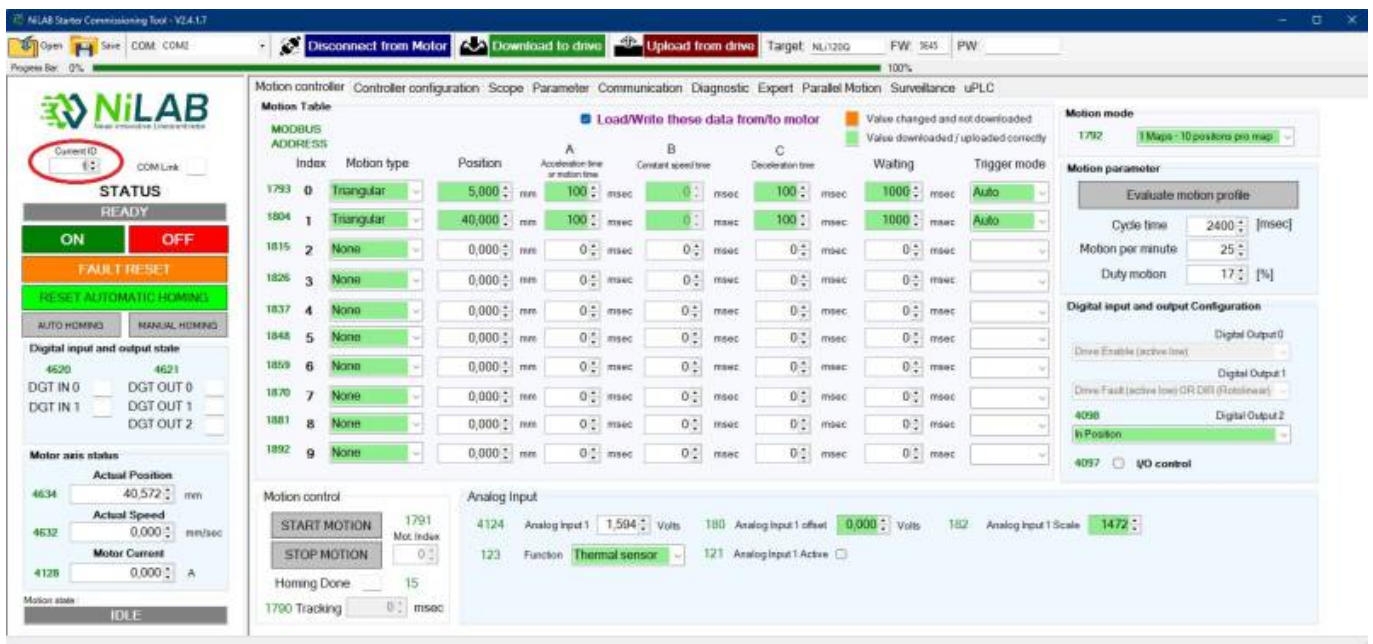 NiLAB Starter Commissioning Tool - V2.4.1.7
Open Save COM: COM2 Disconnect from Motor Download to drive Upload from drive Target: NL/120G FW: 3645 PW:
Progress Bar: 0% 100%
NiLAB
Current ID
COM Link
STATUS
READY
ON OFF
FAULT RESET
RESET AUTOMATIC HOMING
AUTO HOMING MANUAL HOMING
Digital input and output state
4620 4621
DGT IN 0 DGT OUT 0
DGT IN 1 DGT OUT 1
DGT OUT 2
Motor axis status
Actual Position
4634 40,572 mm
Actual Speed
4632 0,000 mm/sec
Motor Current
4128 0,000 A
Motion state :
IDLE
Motion controller Controller configuration Scope Parameter Communication Diagnostic Expert Parallel Motion Surveillance uPLC
Motion Table
Load/Write these data from/to motor
Value changed and not downloaded
Value downloaded / uploaded correctly
MODBUS
ADDRESS
A B C
Acceleration time Constant speed time Deceleration time
or motion time
Index Motion type Position Waiting Trigger mode
1793 0 Triangular 5,000 mm 100 msec 0 msec 100 msec 1000 msec Auto
1804 1 Triangular 40,000 mm 100 msec 0 msec 100 msec 1000 msec Auto
1815 2 None 0,000 mm 0 msec 0 msec 0 msec 0 msec
1826 3 None 0,000 mm 0 msec 0 msec 0 msec 0 msec
1837 4 None 0,000 mm 0 msec 0 msec 0 msec 0 msec
1848 5 None 0,000 mm 0 msec 0 msec 0 msec 0 msec
1859 6 None 0,000 mm 0 msec 0 msec 0 msec 0 msec
1870 7 None 0,000 mm 0 msec 0 msec 0 msec 0 msec
1881 8 None 0,000 mm 0 msec 0 msec 0 msec 0 msec
1892 9 None 0,000 mm 0 msec 0 msec 0 msec 0 msec
Motion mode
1792 1 Maps - 10 positons pro map
Motion parameter
Evaluate motion profile
Cycle time 2400 [msec]
Motion per minute 25
Duty motion 17 [%]
Digital input and output Configuration
Digital Output 0
Drive Enable (active low)
Digital Output 1
Drive Fault (active low) OR DIR (Rotolinear)
4098 Digital Output 2
In Position
4097 I/O control
Motion control
START MOTION 1791
Mot. Index
STOP MOTION 0
Homing Done 15
1790 Tracking 0 msec
Analog Input
4124 Analog Input 1 1,594 Volts 180 Analog Input 1 offset 0,000 Volts 182 Analog Input 1 Scale 1472
123 Function Thermal sensor 121 Analog Input 1 Active